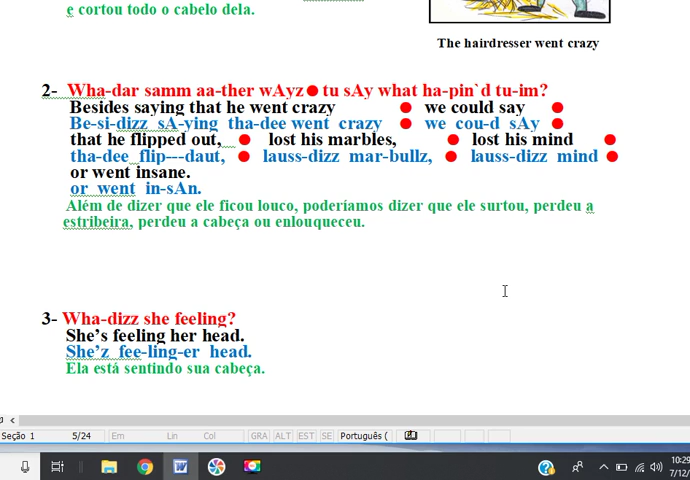 e cortou todo o cabelo dela.
The hairdresser went crazy
2- Wha-dar samm aa-ther wAyz● tu sAy what ha-pin`d tu-im?
Besides saying that he went crazy ● we could say ●
Be-si-dizz sA-ying tha-dee went crazy ● we cou-d sAy ●
that he flipped out, ● lost his marbles, ● lost his mind ●
tha-dee flip---daut, ● lauss-dizz mar-bullz, ● lauss-dizz mind ●
or went insane.
or went in-sAn.
Além de dizer que ele ficou louco, poderíamos dizer que ele surtou, perdeu a
estribeira, perdeu a cabeça ou enlouqueceu.
3- Wha-dizz she feeling?
She's feeling her head.
She'z fee-ling-er head.
Ela está sentindo sua cabeça.
Seção 1 5/24 Em Lin Col GRA ALT EST SE Português (
10:29
7/12/